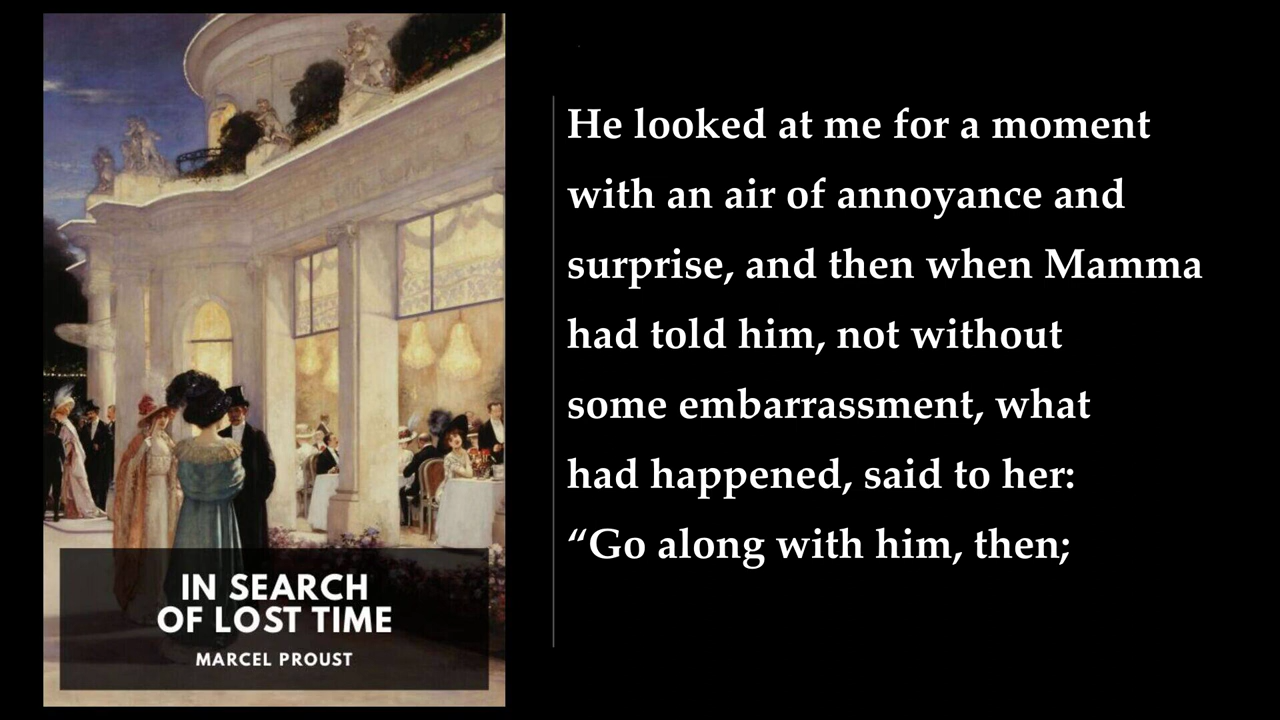 IN SEARCH
OF LOST TIME
MARCEL PROUST
He looked at me for a moment
with an air of annoyance and
surprise, and then when Mamma
had told him, not without
some embarrassment, what
had happened, said to her:
“Go along with him, then;